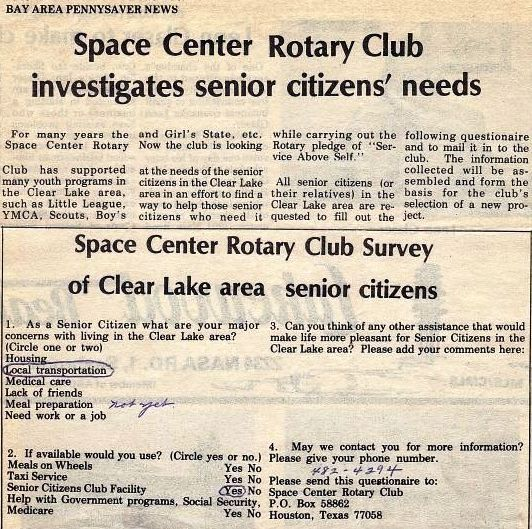 BAY AREA PENNYSAVER NEWS
Space Center Rotary Club
investigates senior citizens' needs
For many years the
Space Center Rotary
Club has supported
many youth programs in
the Clear Lake area,
such as Little League,
YMCA, Scouts, Boy's
and Girl's State, etc.
Now the club is looking
at the needs of the senior
citizens in the Clear Lake
area in an effort to find a
way to help those senior
citizens who need it
while carrying out the
Rotary pledge of "Ser-
vice Above Self."
All senior citizens (or
their relatives) in the
Clear Lake area are re-
quested to fill out the
following questionaire
and to mail it in to the
club. The information
collected will be as-
sembled and form the
basis for the club's
selection of a new pro-
ject.
Space Center Rotary Club Survey
of Clear Lake area senior citizens
1. As a Senior Citizen what are your major
concerns with living in the Clear Lake area?
(Circle one or two)
Housing
Local transportation
Medical care
Lack of friends
Meal preparation not yet
Need work or a job
2. If available would you use? (Circle yes or no.)
Meals on Wheels Yes No
Taxi Service Yes No
Senior Citizens Club Facility Yes No
Help with Government programs, Social Security,
Medicare Yes No
3. Can you think of any other assistance that would
make life more pleasant for Senior Citizens in the
Clear Lake area? Please add your comments here:
4. May we contact you for more information?
Please give your phone number.
482-4294
Please send this questionaire to:
Space Center Rotary Club
P.O. Box 58862
Houston, Texas 77058